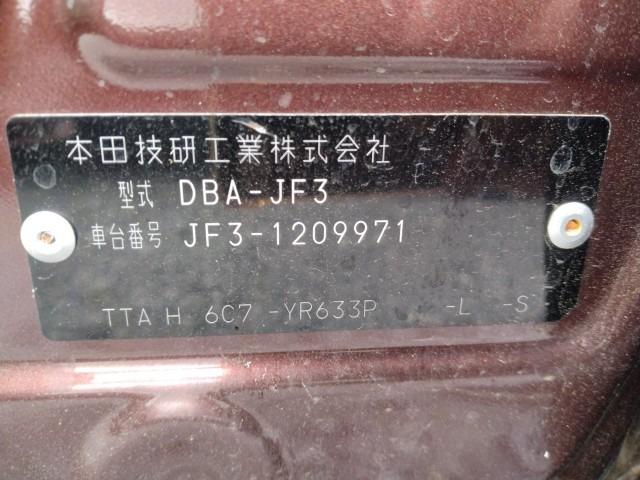 本田技研工業株式会社
型式 DBA-JF3
車台番号 JF3-1209971
TTA H 6C7 -YR633P -L -S